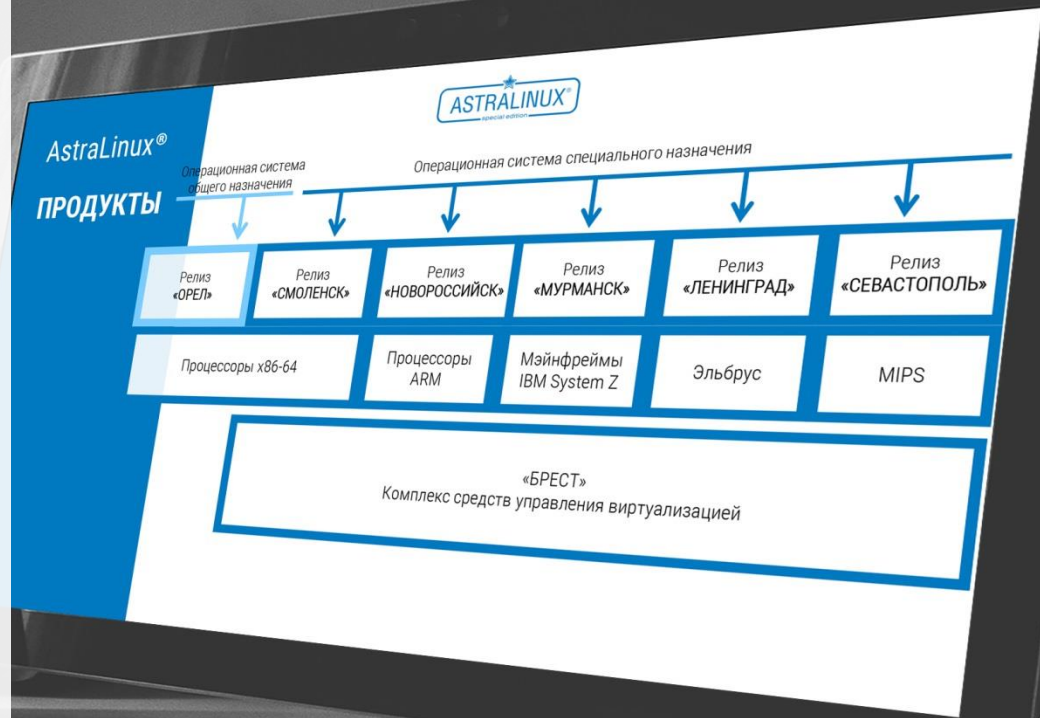 ASTRALINUX®
special edition
AstraLinux®
ПРОДУКТЫ
Операционная система
общего назначения
Операционная система специального назначения
Релиз
«ОРЕЛ»
Релиз
«СМОЛЕНСК»
Релиз
«НОВОРОССИЙСК»
Релиз
«МУРМАНСК»
Релиз
«ЛЕНИНГРАД»
Релиз
«СЕВАСТОПОЛЬ»
Процессоры x86-64
Процессоры
ARM
Мэйнфреймы
IBM System Z
Эльбрус
MIPS
«БРЕСТ»
Комплекс средств управления виртуализацией